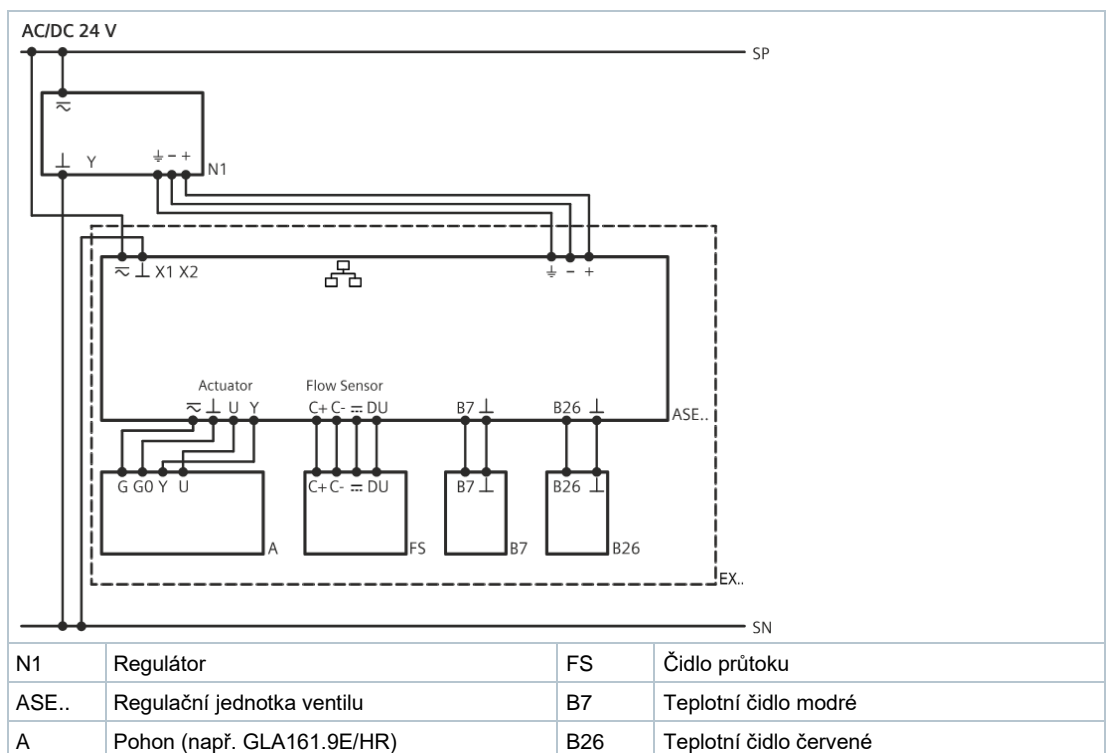 AC/DC 24 V
SP
⏦
⊥ Y ⏚ − +
N1
⏦ ⊥ X1 X2 ⏚ − +
Actuator Flow Sensor
⏦ ⊥ U Y C+ C- ⎓ DU B7 ⊥ B26 ⊥
ASE..
G G0 Y U C+ C- ⎓ DU B7 ⊥ B26 ⊥
A FS B7 B26
EX..
SN
N1 Regulátor FS Čidlo průtoku
ASE.. Regulační jednotka ventilu B7 Teplotní čidlo modré
A Pohon (např. GLA161.9E/HR) B26 Teplotní čidlo červené